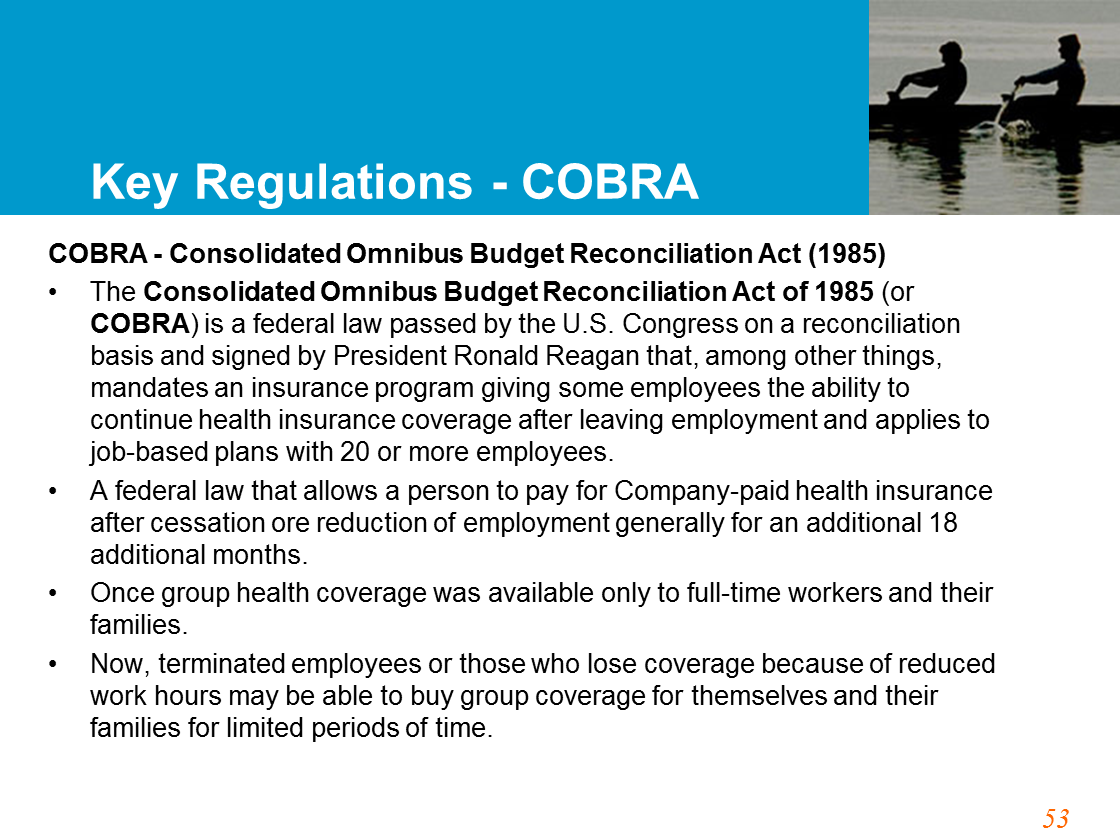 Key Regulations - COBRA
COBRA - Consolidated Omnibus Budget Reconciliation Act (1985)
• The Consolidated Omnibus Budget Reconciliation Act of 1985 (or
COBRA) is a federal law passed by the U.S. Congress on a reconciliation
basis and signed by President Ronald Reagan that, among other things,
mandates an insurance program giving some employees the ability to
continue health insurance coverage after leaving employment and applies to
job-based plans with 20 or more employees.
• A federal law that allows a person to pay for Company-paid health insurance
after cessation ore reduction of employment generally for an additional 18
additional months.
• Once group health coverage was available only to full-time workers and their
families.
• Now, terminated employees or those who lose coverage because of reduced
work hours may be able to buy group coverage for themselves and their
families for limited periods of time.
53